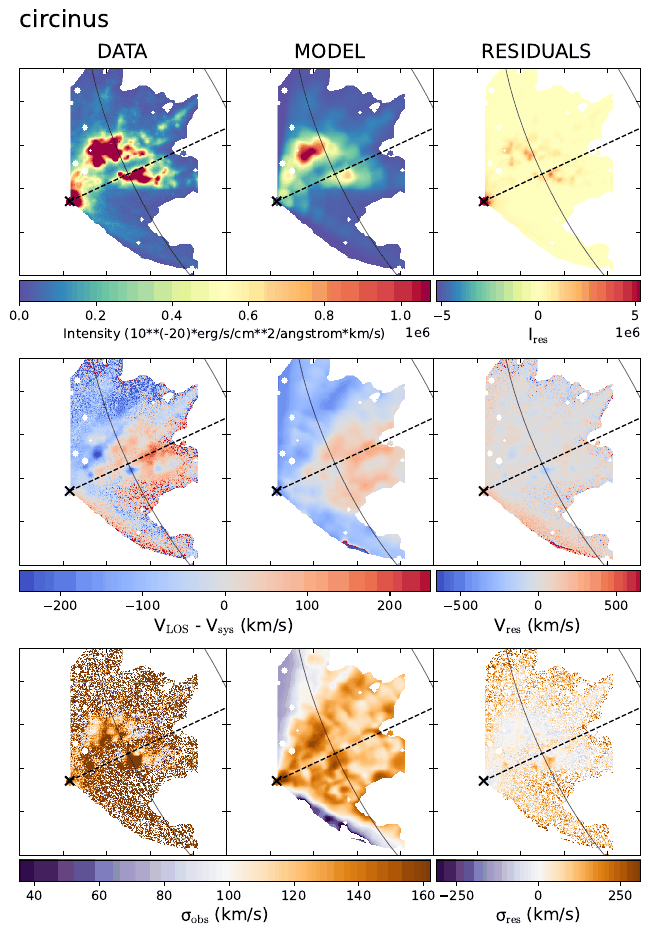 circinus
DATA MODEL RESIDUALS
0.0 0.2 0.4 0.6 0.8 1.0 −5 0 5
Intensity (10**(-20)*erg/s/cm**2/angstrom*km/s) 1e6 I_res 1e6
−200 −100 0 100 200 −500 0 500
V_LOS - V_sys (km/s) V_res (km/s)
40 60 80 100 120 140 160 −250 0 250
σ_obs (km/s) σ_res (km/s)